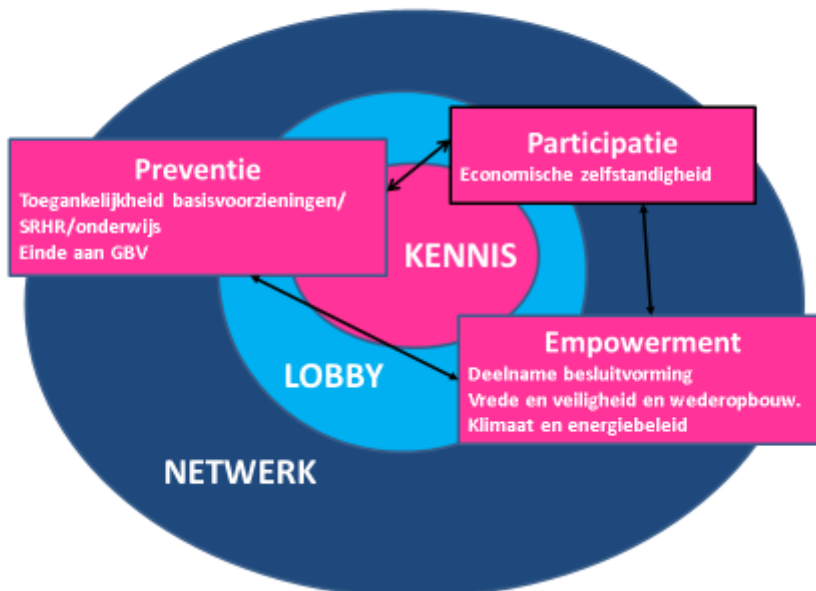 Preventie
Toegankelijkheid basisvoorzieningen/
SRHR/onderwijs
Einde aan GBV
Participatie
Economische zelfstandigheid
KENNIS
Empowerment
Deelname besluitvorming
Vrede en veiligheid en wederopbouw.
Klimaat en energiebeleid
LOBBY
NETWERK